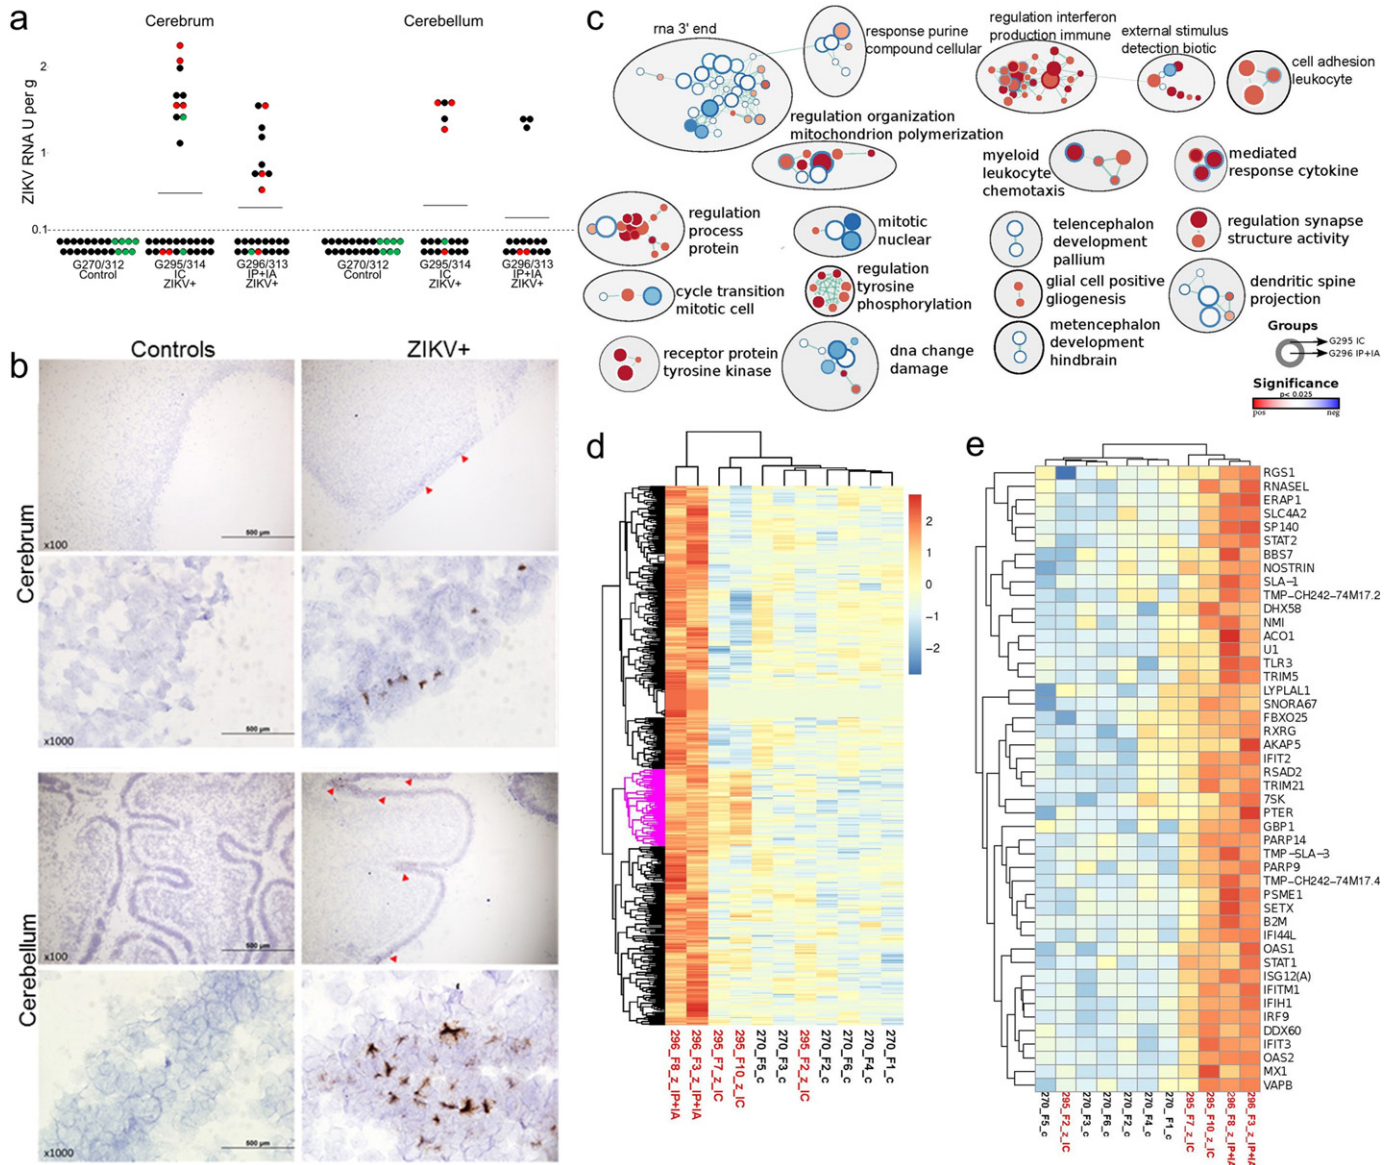 a
Cerebrum
Cerebellum
ZIKV RNA U per g
2
1
0.1
G270/312
Control
G295/314
IC
ZIKV+
G296/313
IP+IA
ZIKV+
G270/312
Control
G295/314
IC
ZIKV+
G296/313
IP+IA
ZIKV+
b
Controls
ZIKV+
Cerebrum
x100
500 µm
x1000
500 µm
Cerebellum
x100
500 µm
x1000
500 µm
c
rna 3' end
response purine
compound cellular
regulation interferon
production immune
external stimulus
detection biotic
cell adhesion
leukocyte
regulation organization
mitochondrion polymerization
myeloid
leukocyte
chemotaxis
mediated
response cytokine
regulation
process
protein
mitotic
nuclear
telencephalon
development
pallium
regulation synapse
structure activity
cycle transition
mitotic cell
regulation
tyrosine
phosphorylation
glial cell positive
gliogenesis
dendritic spine
projection
receptor protein
tyrosine kinase
dna change
damage
metencephalon
development
hindbrain
Groups
G295 IC
G296 IP+IA
Significance
p< 0.025
pos
neg
d
2
1
0
−1
−2
296_F8_z_IP+IA
296_F3_z_IP+IA
295_F7_z_IC
295_F10_z_IC
270_F5_c
270_F3_c
295_F2_z_IC
270_F2_c
270_F6_c
270_F4_c
270_F1_c
e
RGS1
RNASEL
ERAP1
SLC4A2
SP140
STAT2
BBS7
NOSTRIN
SLA−1
TMP−CH242−74M17.2
DHX58
NMI
ACO1
U1
TLR3
TRIM5
LYPLAL1
SNORA67
FBXO25
RXRG
AKAP5
IFIT2
RSAD2
TRIM21
7SK
PTER
GBP1
PARP14
TMP−SLA−3
PARP9
TMP−CH242−74M17.4
PSME1
SETX
B2M
IFI44L
OAS1
STAT1
ISG12(A)
IFITM1
IFIH1
IRF9
DDX60
IFIT3
OAS2
MX1
VAPB
270_F5_c
295_F2_z_IC
270_F3_c
270_F6_c
270_F2_c
270_F4_c
270_F1_c
295_F7_z_IC
295_F10_z_IC
296_F8_z_IP+IA
296_F3_z_IP+IA